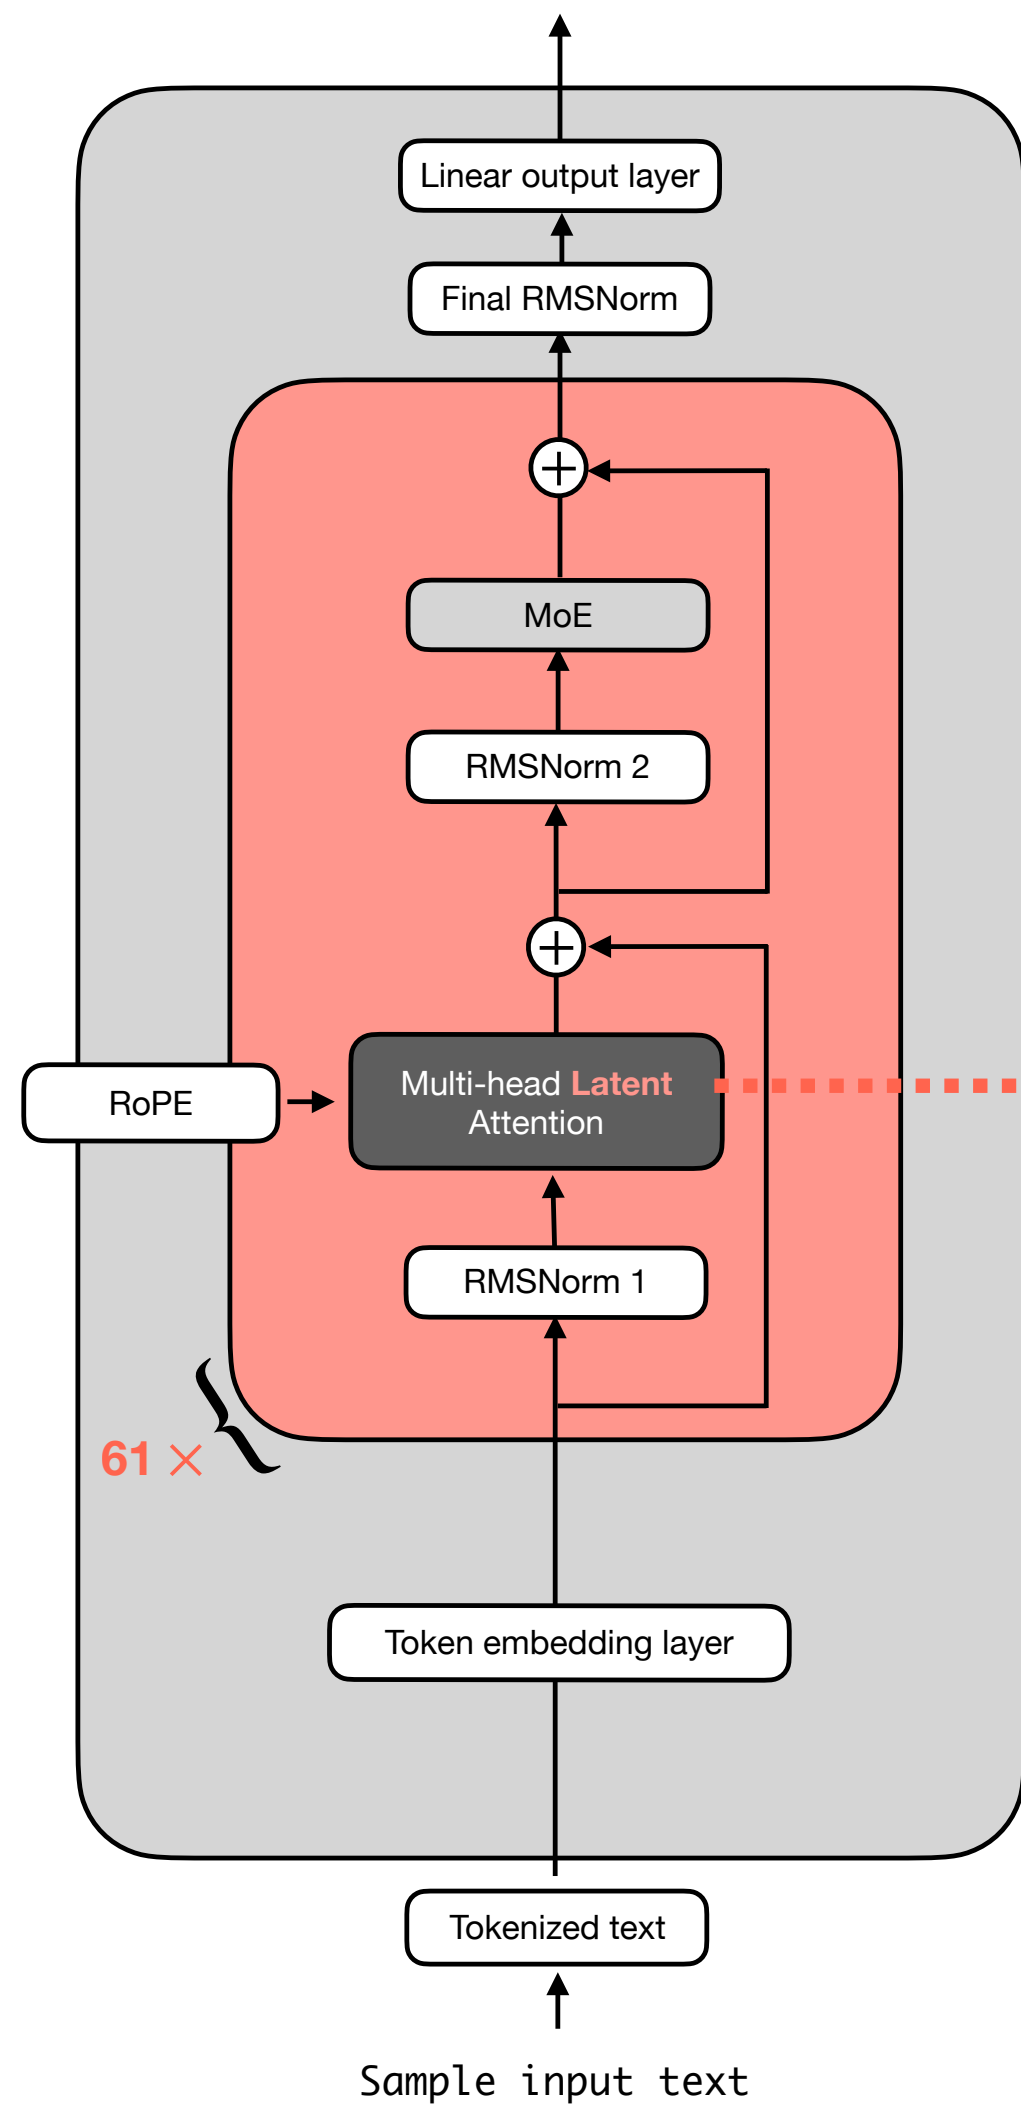 Linear output layer
Final RMSNorm
MoE
RMSNorm 2
Multi-head Latent
Attention
RoPE
RMSNorm 1
61 ×
Token embedding layer
Tokenized text
Sample input text